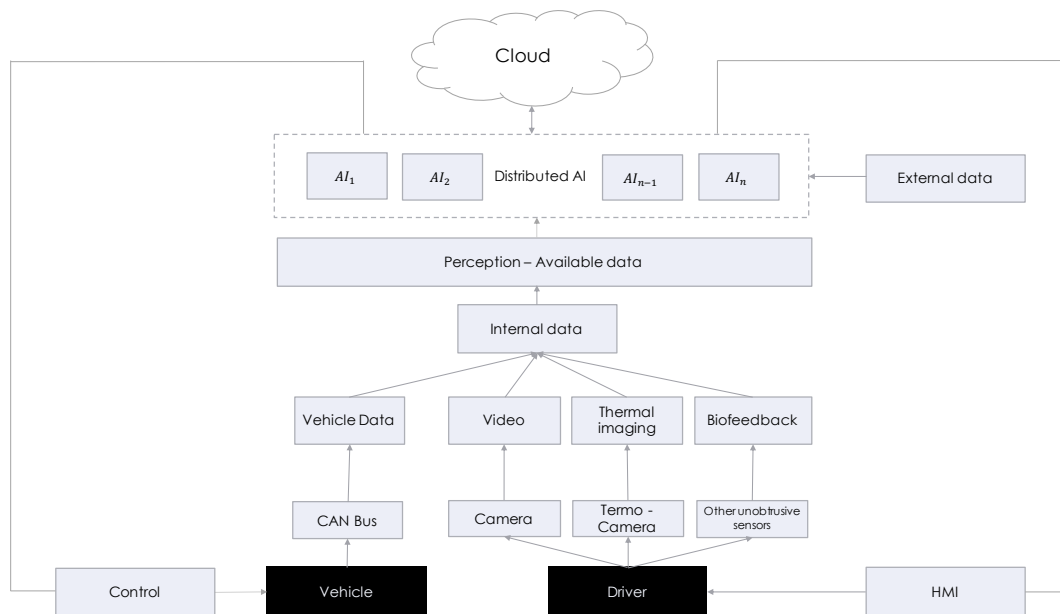 Cloud
AI₁
AI₂
Distributed AI
AIₙ₋₁
AIₙ
External data
Perception – Available data
Internal data
Vehicle Data
Video
Thermal
imaging
Biofeedback
CAN Bus
Camera
Termo -
Camera
Other unobtrusive
sensors
Control
Vehicle
Driver
HMI